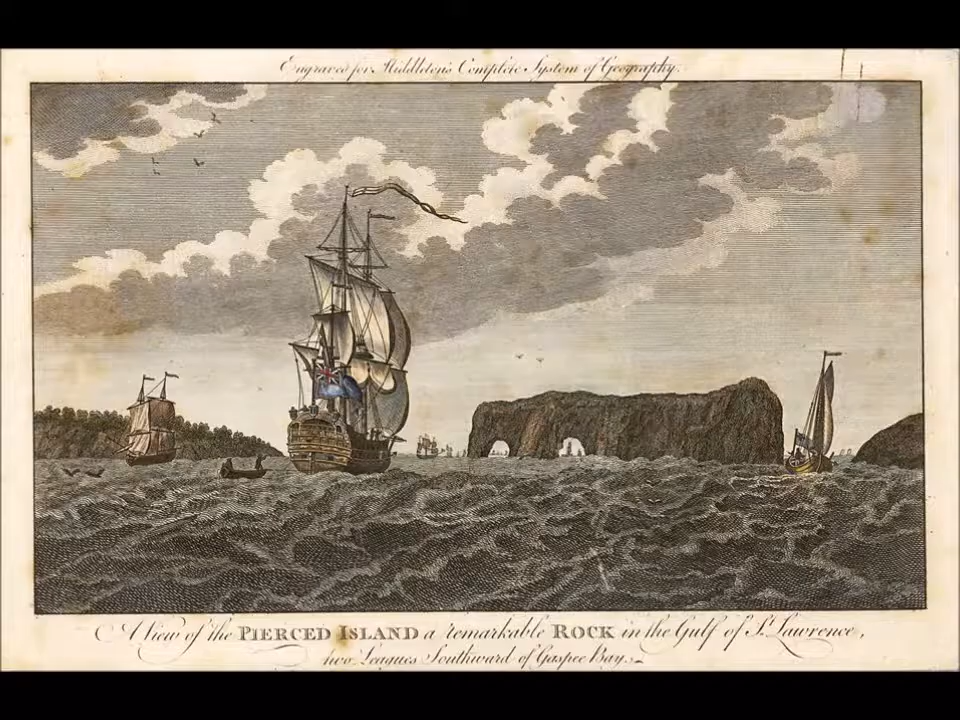 Engraved for Middleton's Complete System of Geography.
A View of the PIERCED ISLAND a remarkable ROCK in the Gulf of St. Lawrence,
two Leagues Southward of Gaspee Bay.